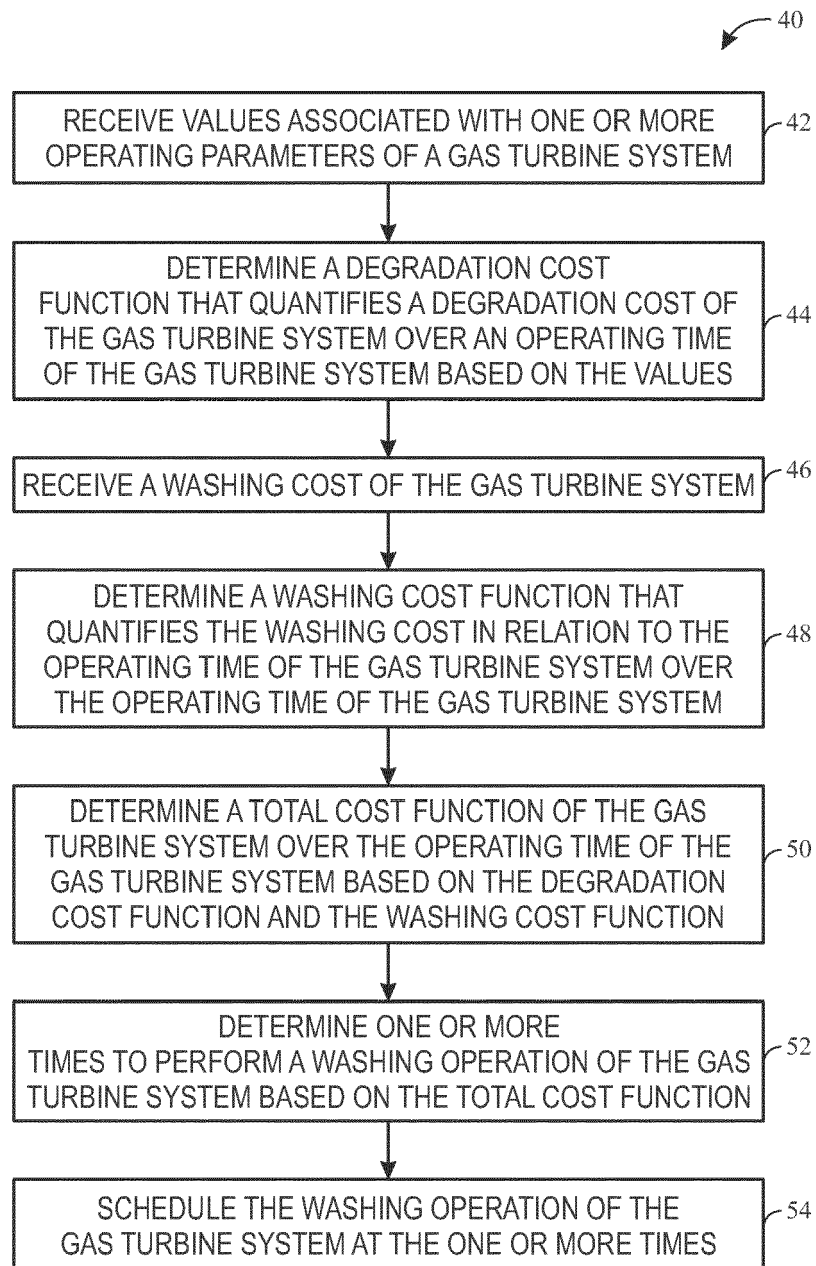 40
RECEIVE VALUES ASSOCIATED WITH ONE OR MORE
OPERATING PARAMETERS OF A GAS TURBINE SYSTEM
42
DETERMINE A DEGRADATION COST
FUNCTION THAT QUANTIFIES A DEGRADATION COST OF
THE GAS TURBINE SYSTEM OVER AN OPERATING TIME
OF THE GAS TURBINE SYSTEM BASED ON THE VALUES
44
RECEIVE A WASHING COST OF THE GAS TURBINE SYSTEM
46
DETERMINE A WASHING COST FUNCTION THAT
QUANTIFIES THE WASHING COST IN RELATION TO THE
OPERATING TIME OF THE GAS TURBINE SYSTEM OVER
THE OPERATING TIME OF THE GAS TURBINE SYSTEM
48
DETERMINE A TOTAL COST FUNCTION OF THE GAS
TURBINE SYSTEM OVER THE OPERATING TIME OF THE
GAS TURBINE SYSTEM BASED ON THE DEGRADATION
COST FUNCTION AND THE WASHING COST FUNCTION
50
DETERMINE ONE OR MORE
TIMES TO PERFORM A WASHING OPERATION OF THE GAS
TURBINE SYSTEM BASED ON THE TOTAL COST FUNCTION
52
SCHEDULE THE WASHING OPERATION OF THE
GAS TURBINE SYSTEM AT THE ONE OR MORE TIMES
54